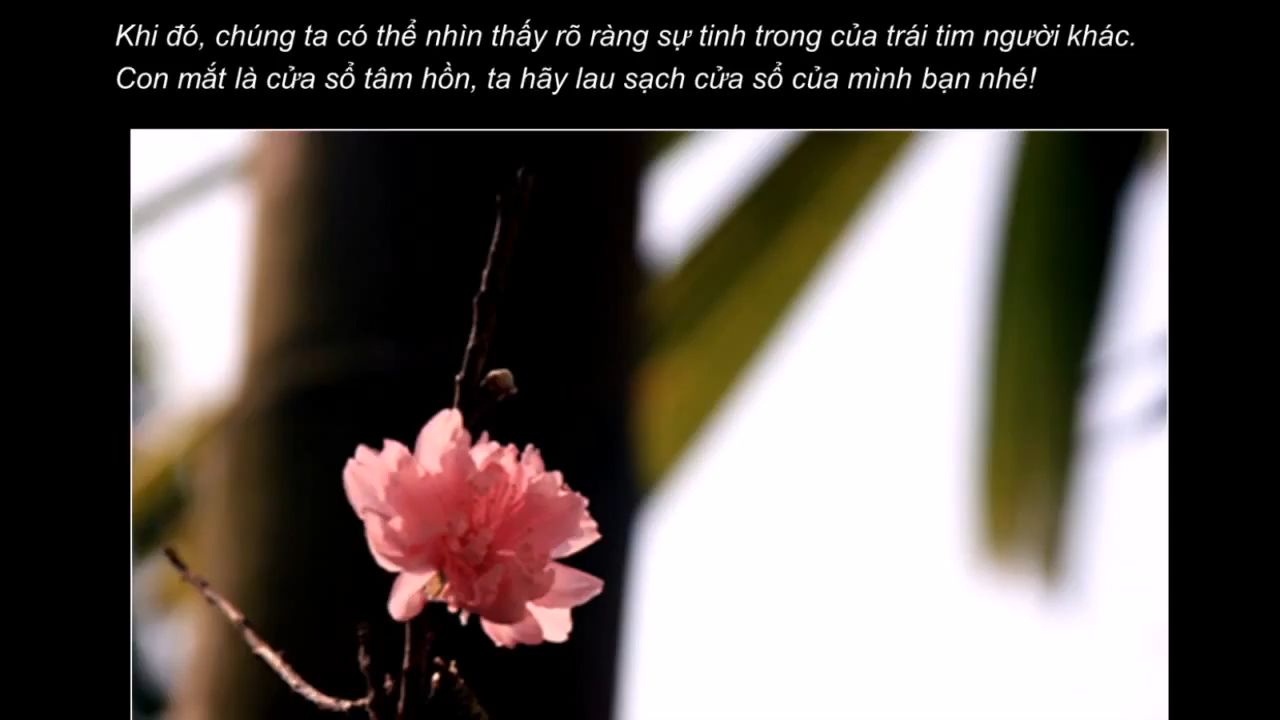 Khi đó, chúng ta có thể nhìn thấy rõ ràng sự tinh trong của trái tim người khác.
Con mắt là cửa sổ tâm hồn, ta hãy lau sạch cửa sổ của mình bạn nhé!